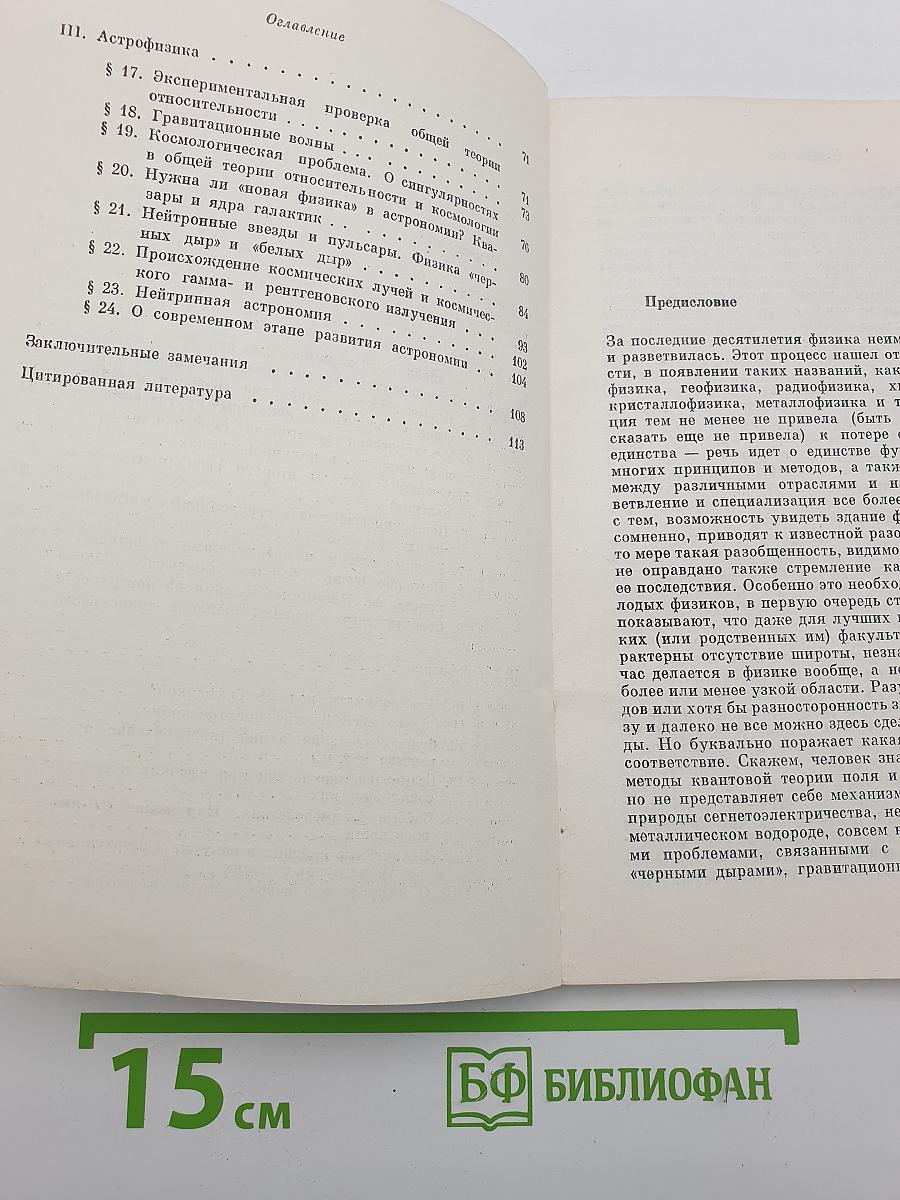 Оглавление
III. Астрофизика . . . . . . . . . . . . . . . . 71
§ 17. Экспериментальная проверка общей теории
относительности . . . . . . . . . . . . . 71
§ 18. Гравитационные волны . . . . . . . . . . 73
§ 19. Космологическая проблема. О сингулярностях
в общей теории относительности и космологии 76
§ 20. Нужна ли «новая физика» в астрономии? Ква-
зары и ядра галактик . . . . . . . . . . 80
§ 21. Нейтронные звезды и пульсары. Физика «чер-
ных дыр» и «белых дыр» . . . . . . . . 84
§ 22. Происхождение космических лучей и космичес-
кого гамма- и рентгеновского излучения . . 93
§ 23. Нейтринная астрономия . . . . . . . . . 102
§ 24. О современном этапе развития астрономии . . 104
Заключительные замечания . . . . . . . . . . . . 108
Цитированная литература . . . . . . . . . . . . . 113
Предисловие
За последние десятилетия физика неим
и разветвилась. Этот процесс нашел от
сти, в появлении таких названий, как
физика, геофизика, радиофизика, х
кристаллофизика, металлофизика и т
ция тем не менее не привела (быть
сказать еще не привела) к потере
единства — речь идет о единстве фу
многих принципов и методов, а такж
между различными отраслями и на
ветвление и специализация все более
с тем, возможность увидеть здание ф
сомненно, приводят к известной разо
то мере такая разобщенность, видимо
не оправдано также стремление ка
ее последствия. Особенно это необхо
лодых физиков, в первую очередь ст
показывают, что даже для лучших
ких (или родственных им) факульт
рактерны отсутствие широты, незна
час делается в физике вообще, а не
более или менее узкой области. Разу
дов или хотя бы разносторонность з
зу и далеко не все можно здесь сдел
ды. Но буквально поражает какая
соответствие. Скажем, человек зна
методы квантовой теории поля и
но не представляет себе механизм
природы сегнетоэлектричества, не
металлическом водороде, совсем н
ми проблемами, связанными с
«черными дырами», гравитационн
15 см
БФ БИБЛИОФАН